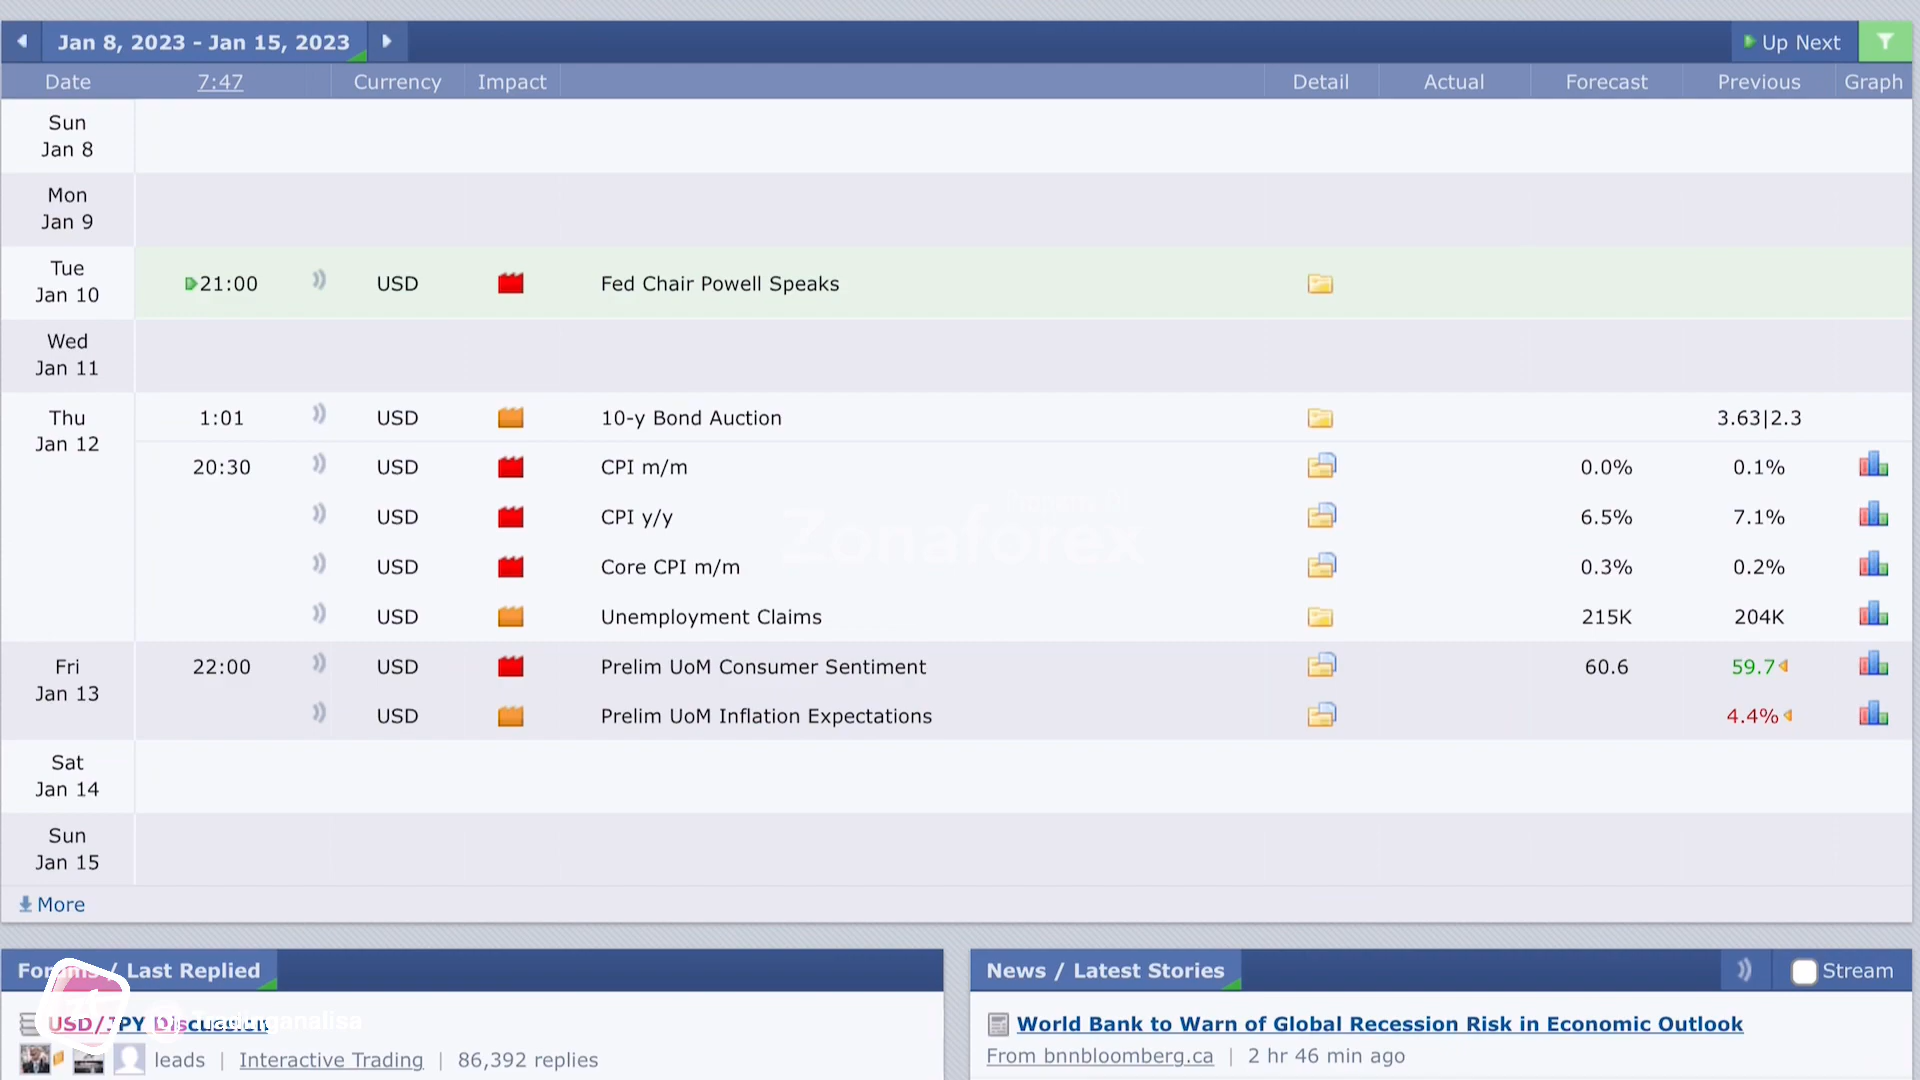 Jan 8, 2023 - Jan 15, 2023 Up Next
Date 7:47 Currency Impact Detail Actual Forecast Previous Graph
Sun
Jan 8
Mon
Jan 9
Tue
Jan 10
21:00 USD Fed Chair Powell Speaks
Wed
Jan 11
Thu
Jan 12
1:01 USD 10-y Bond Auction 3.63|2.3
20:30 USD CPI m/m 0.0% 0.1%
USD CPI y/y 6.5% 7.1%
USD Core CPI m/m 0.3% 0.2%
USD Unemployment Claims 215K 204K
Zonaforex
Fri
Jan 13
22:00 USD Prelim UoM Consumer Sentiment 60.6 59.7
USD Prelim UoM Inflation Expectations 4.4%
Sat
Jan 14
Sun
Jan 15
More
Forums / Last Replied
USD/JPY Discussion
leads | Interactive Trading | 86,392 replies
News / Latest Stories Stream
World Bank to Warn of Global Recession Risk in Economic Outlook
From bnnbloomberg.ca | 2 hr 46 min ago